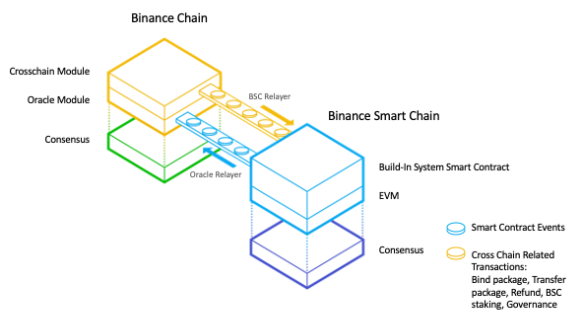 Binance Chain
Crosschain Module
Oracle Module
Consensus
BSC Relayer
Oracle Relayer
Binance Smart Chain
Build-In System Smart Contract
EVM
Consensus
Smart Contract Events
Cross Chain Related
Transactions:
Bind package, Transfer
package, Refund, BSC
staking, Governance